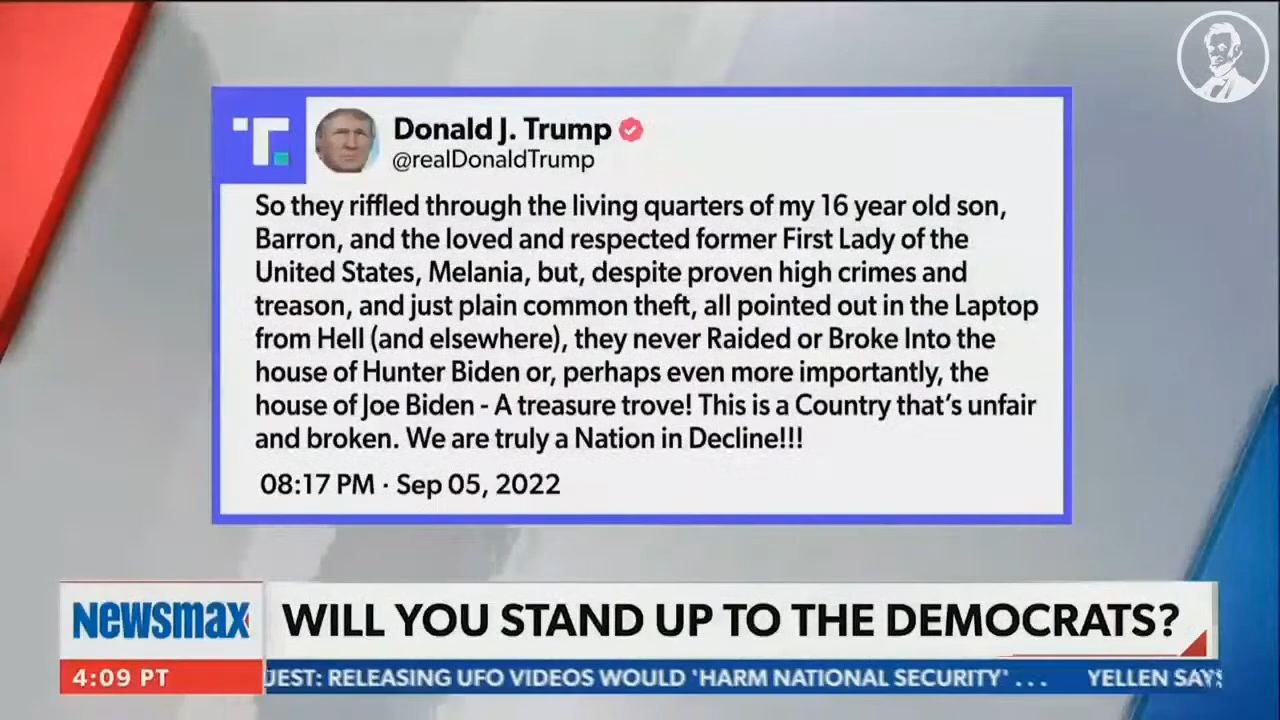 Donald J. Trump
@realDonaldTrump
So they riffled through the living quarters of my 16 year old son,
Barron, and the loved and respected former First Lady of the
United States, Melania, but, despite proven high crimes and
treason, and just plain common theft, all pointed out in the Laptop
from Hell (and elsewhere), they never Raided or Broke Into the
house of Hunter Biden or, perhaps even more importantly, the
house of Joe Biden - A treasure trove! This is a Country that's unfair
and broken. We are truly a Nation in Decline!!!
08:17 PM · Sep 05, 2022
NEWSMAX
WILL YOU STAND UP TO THE DEMOCRATS?
4:09 PT
: RELEASING UFO VIDEOS WOULD 'HARM NATIONAL SECURITY' ... YELLEN SAYS